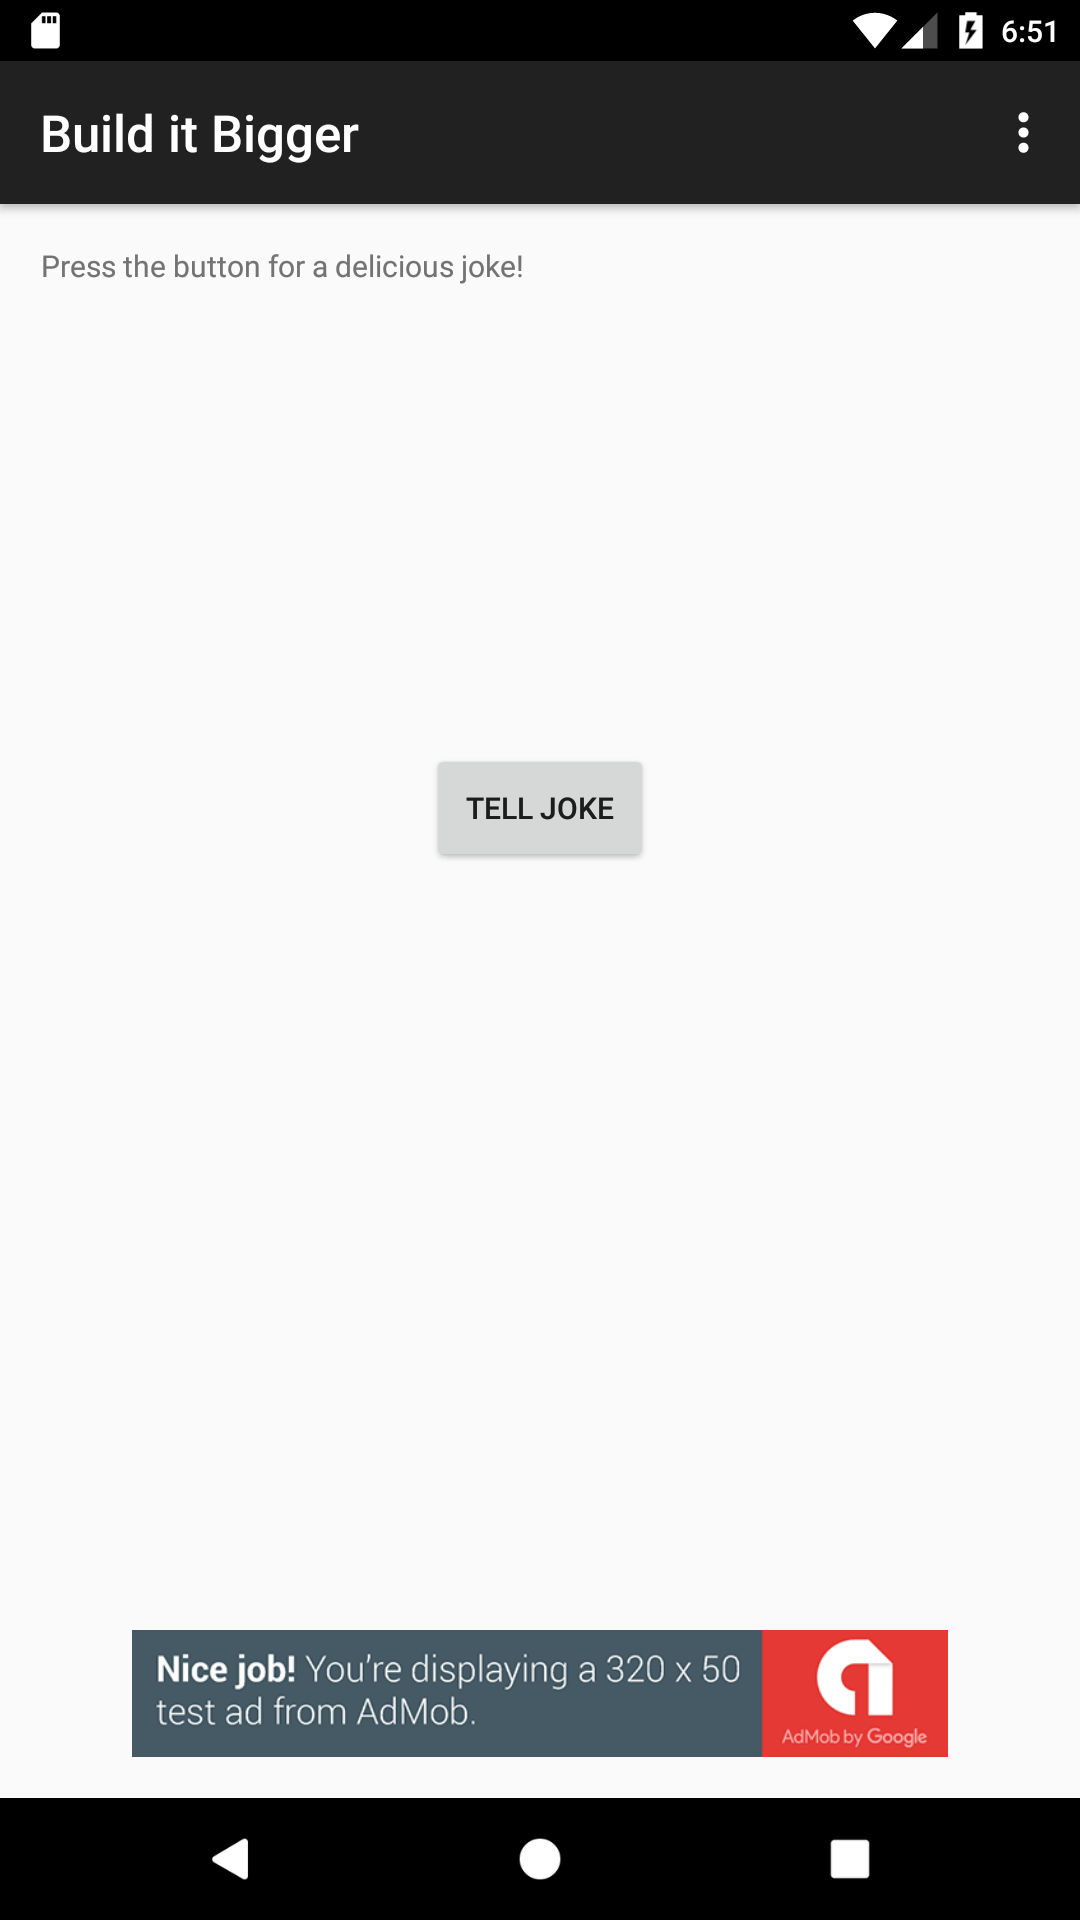 6:51
Build it Bigger
Press the button for a delicious joke!
TELL JOKE
Nice job! You're displaying a 320 x 50
test ad from AdMob.
AdMob by Google